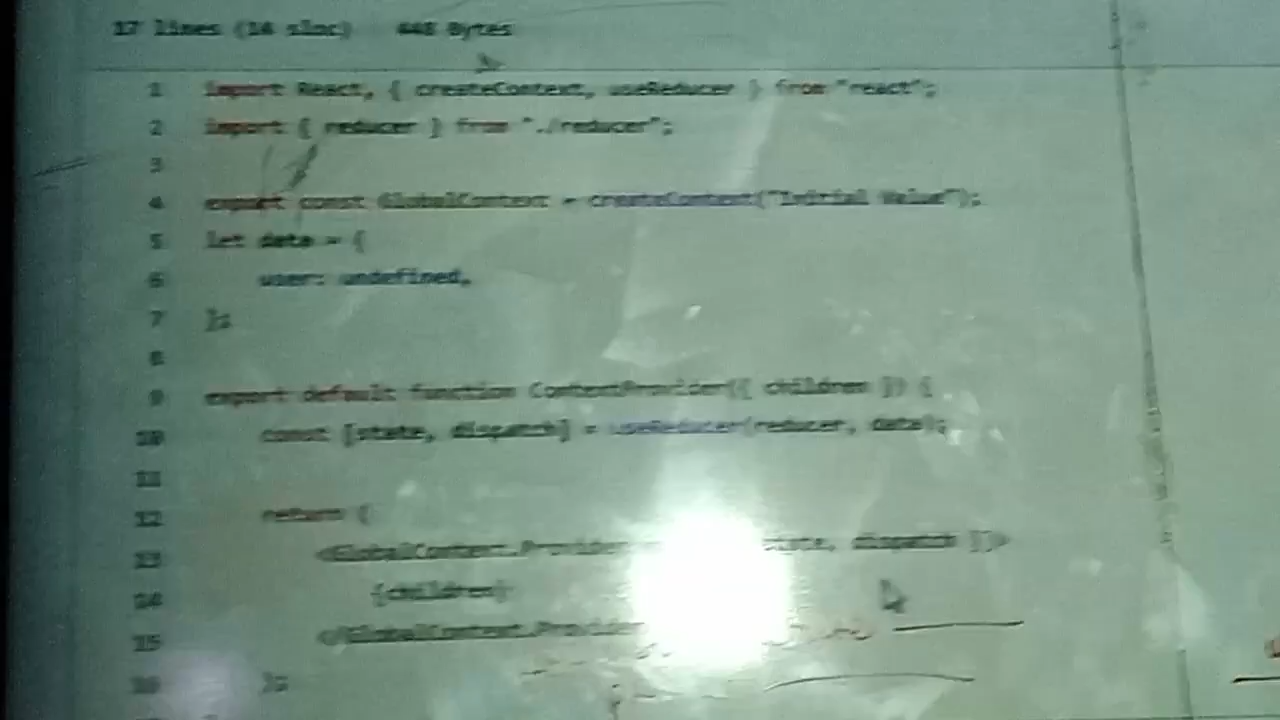 17 lines (14 sloc) 448 Bytes
1 import React, { createContext, useReducer } from "react";
2 import { reducer } from "./reducer";
3
4 export const GlobalContext = createContext("Initial Value");
5 let data = {
6 user: undefined,
7 };
8
9 export default function ContextProvider({ children }) {
10 const [state, dispatch] = useReducer(reducer, data);
11
12 return (
13 <GlobalContext.Provider state, dispatch }}>
14 {children}
15 </GlobalContext.Provider
16 );